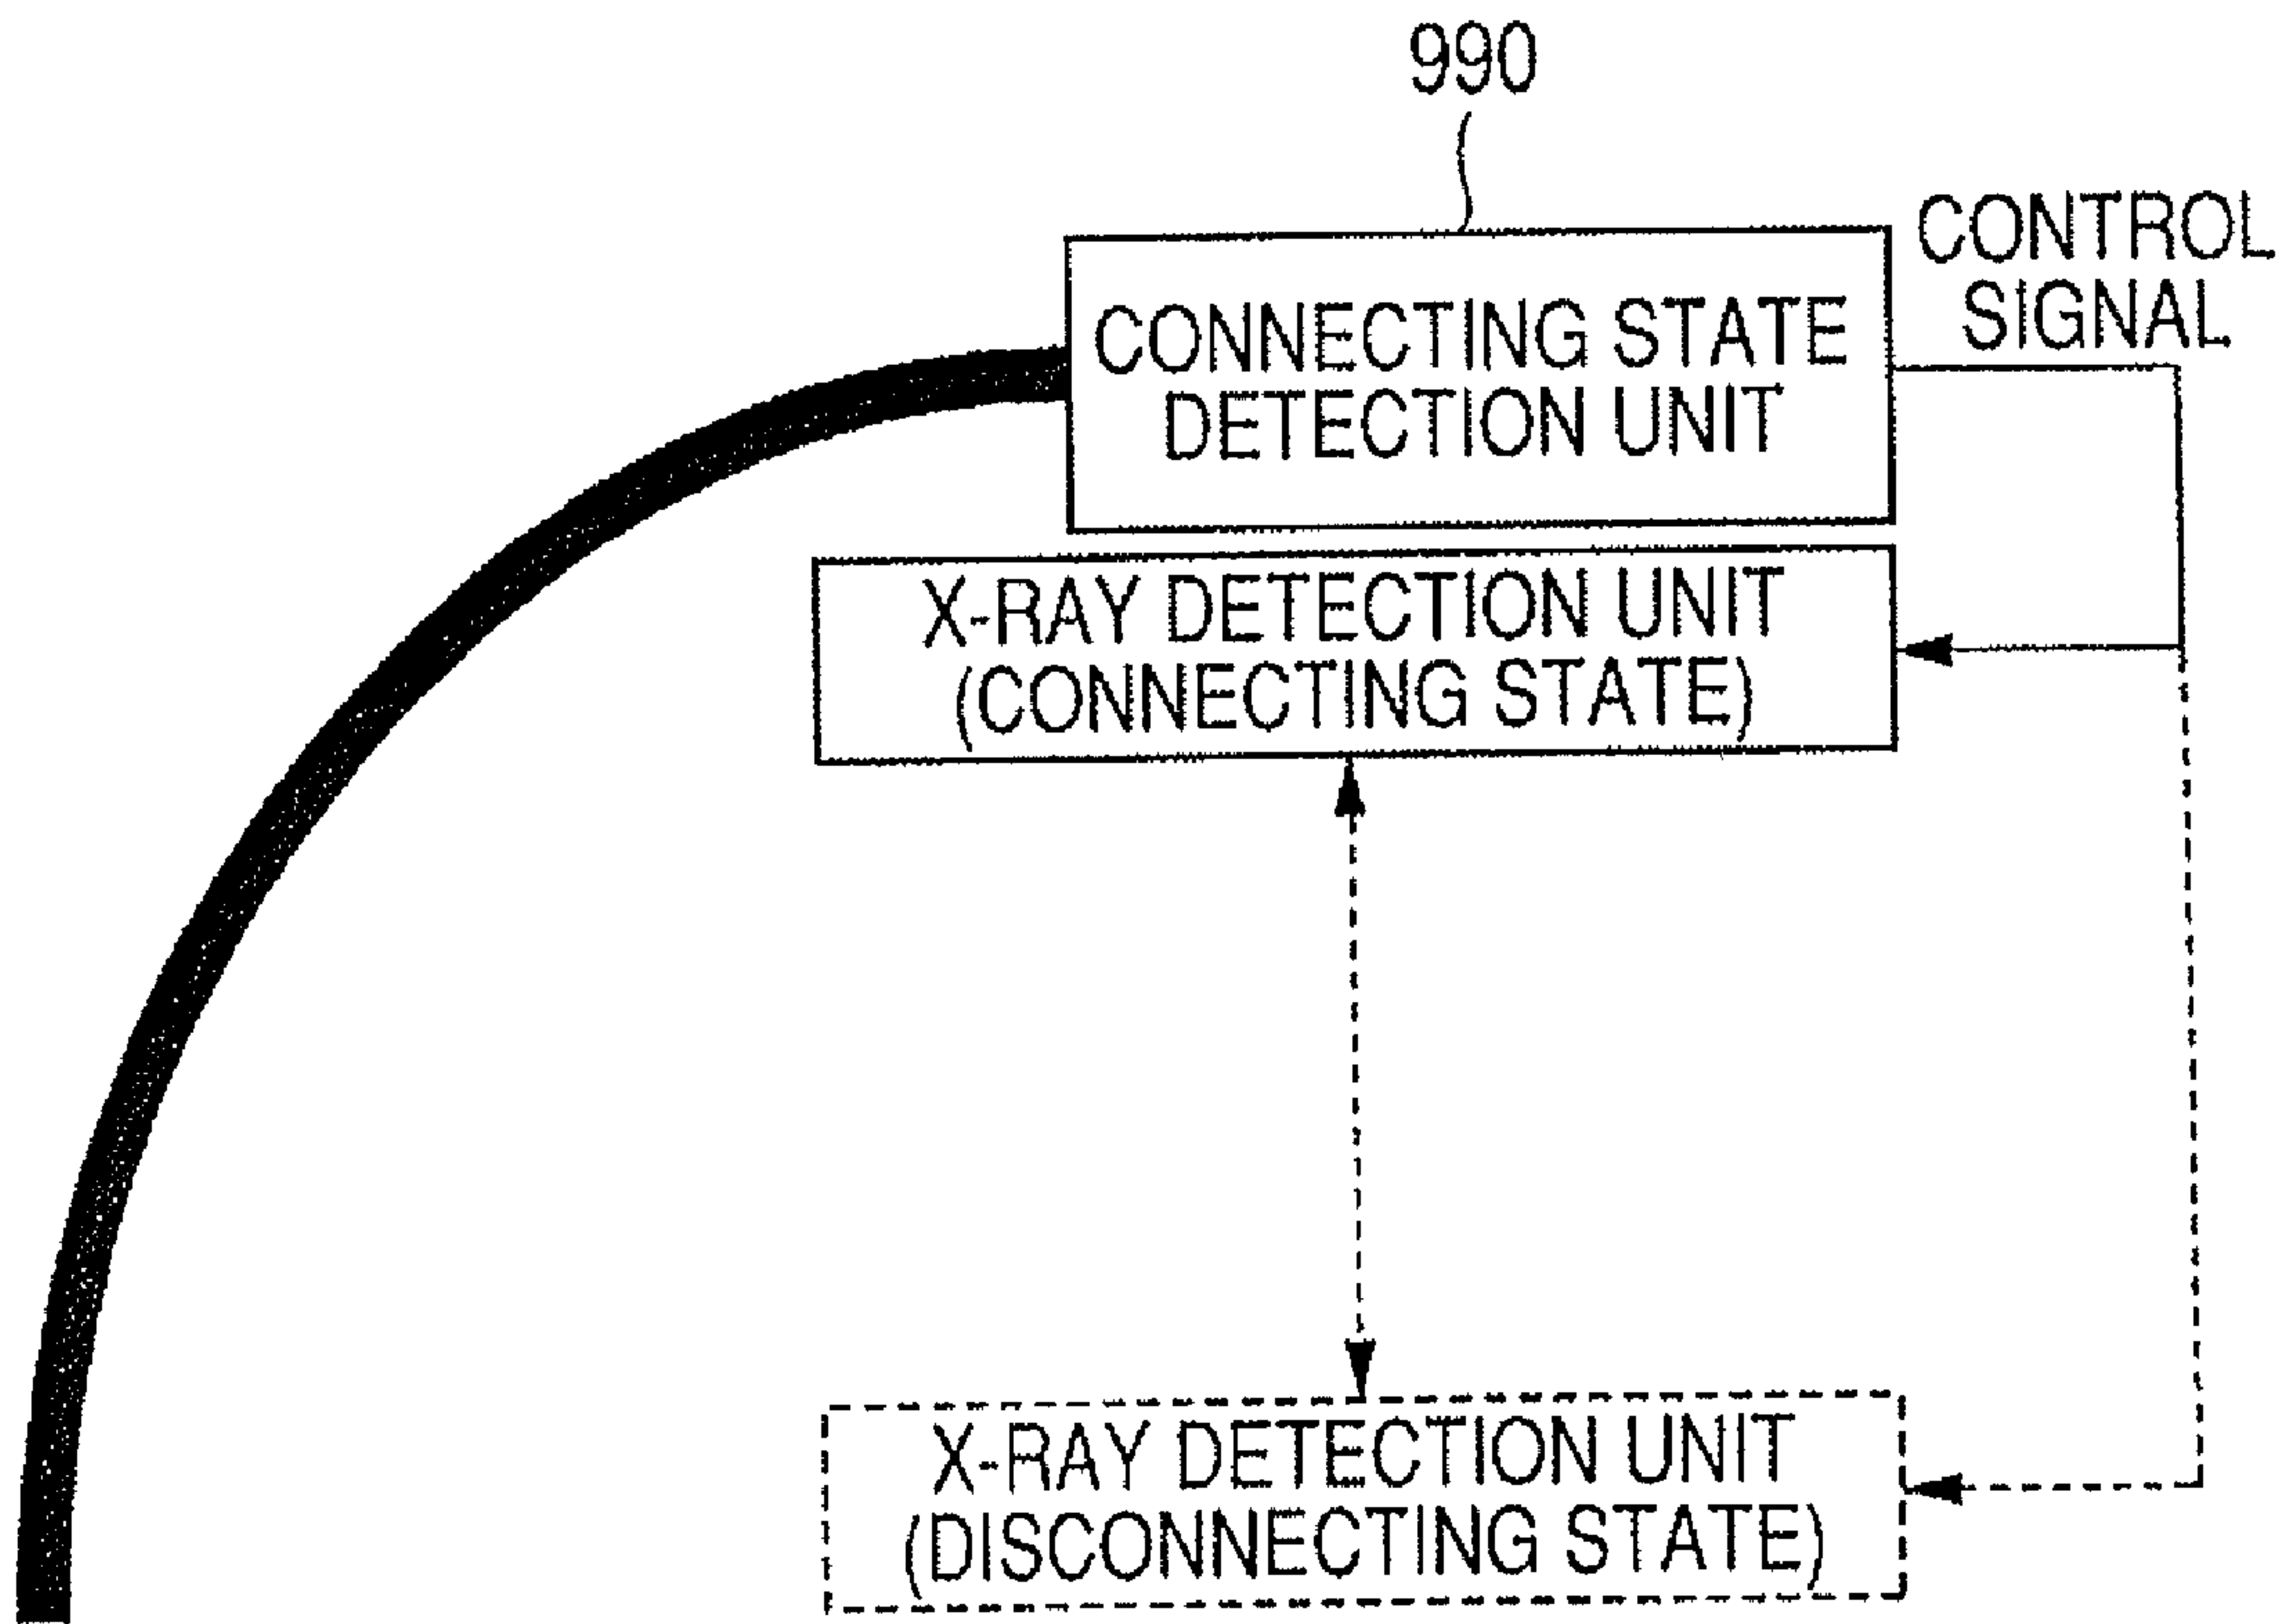 990
CONTROL
SIGNAL
CONNECTING STATE
DETECTION UNIT
X-RAY DETECTION UNIT
(CONNECTING STATE)
X-RAY DETECTION UNIT
(DISCONNECTING STATE)